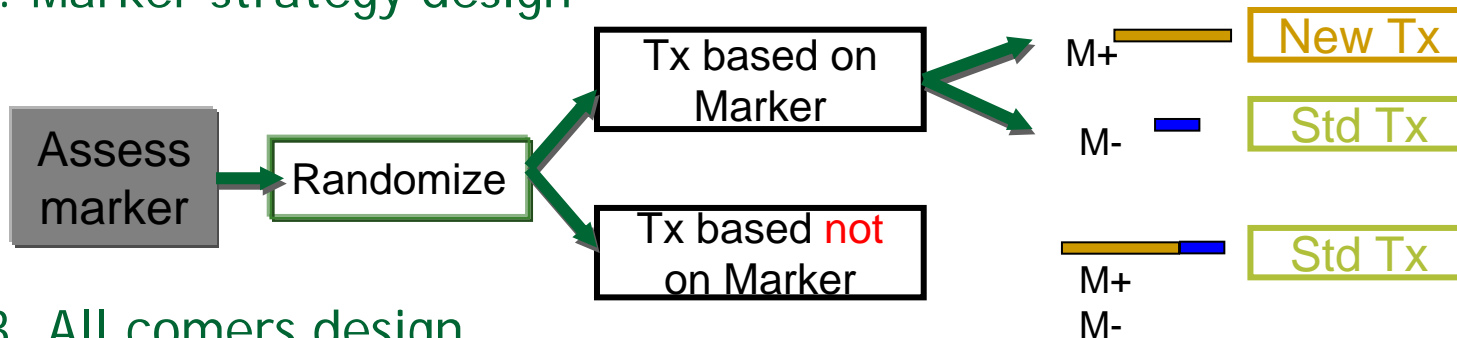 . Marker strategy design
Assess
marker
Randomize
Tx based on
Marker
M+
New Tx
M-
Std Tx
Tx based not
on Marker
M+
M-
Std Tx
3. All comers design